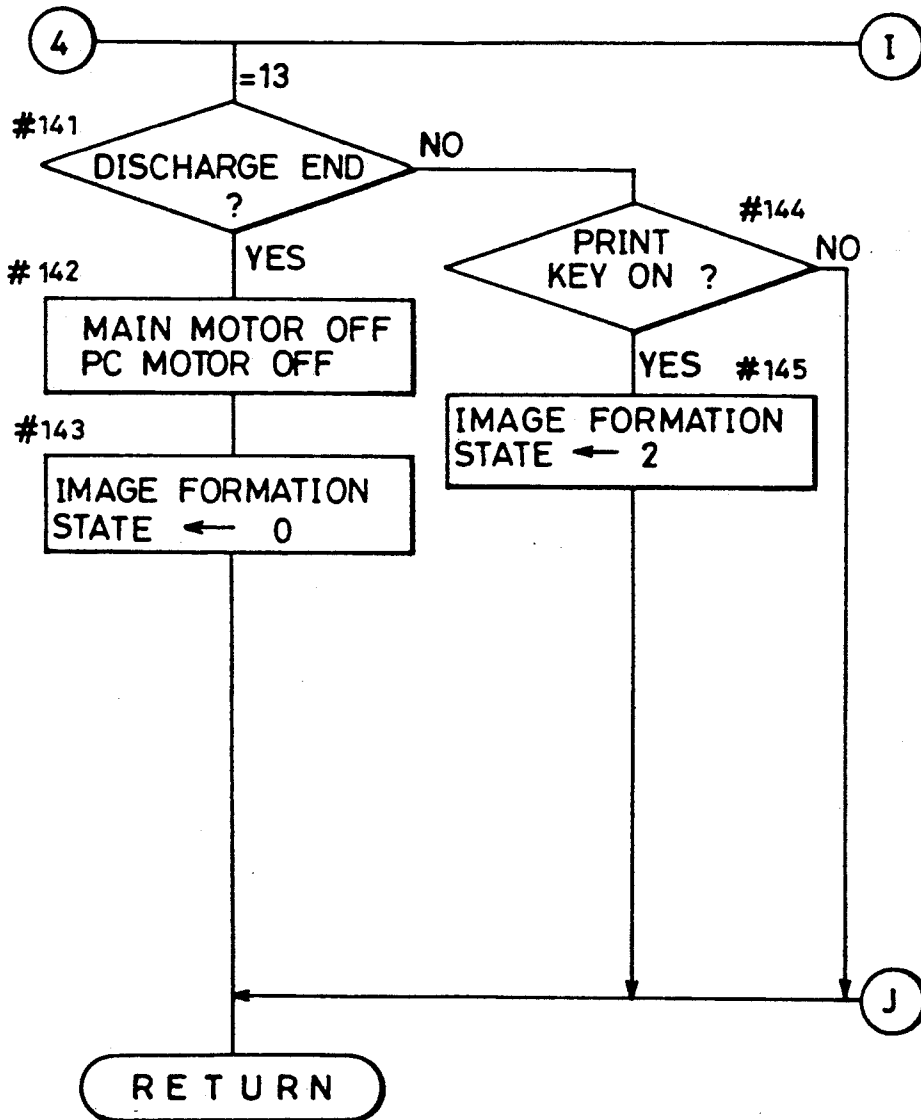 4
I
=13
#141
DISCHARGE END
?
NO
YES
#142
MAIN MOTOR OFF
PC MOTOR OFF
#143
IMAGE FORMATION
STATE ← 0
#144
PRINT
KEY ON ?
NO
YES
#145
IMAGE FORMATION
STATE ← 2
J
RETURN